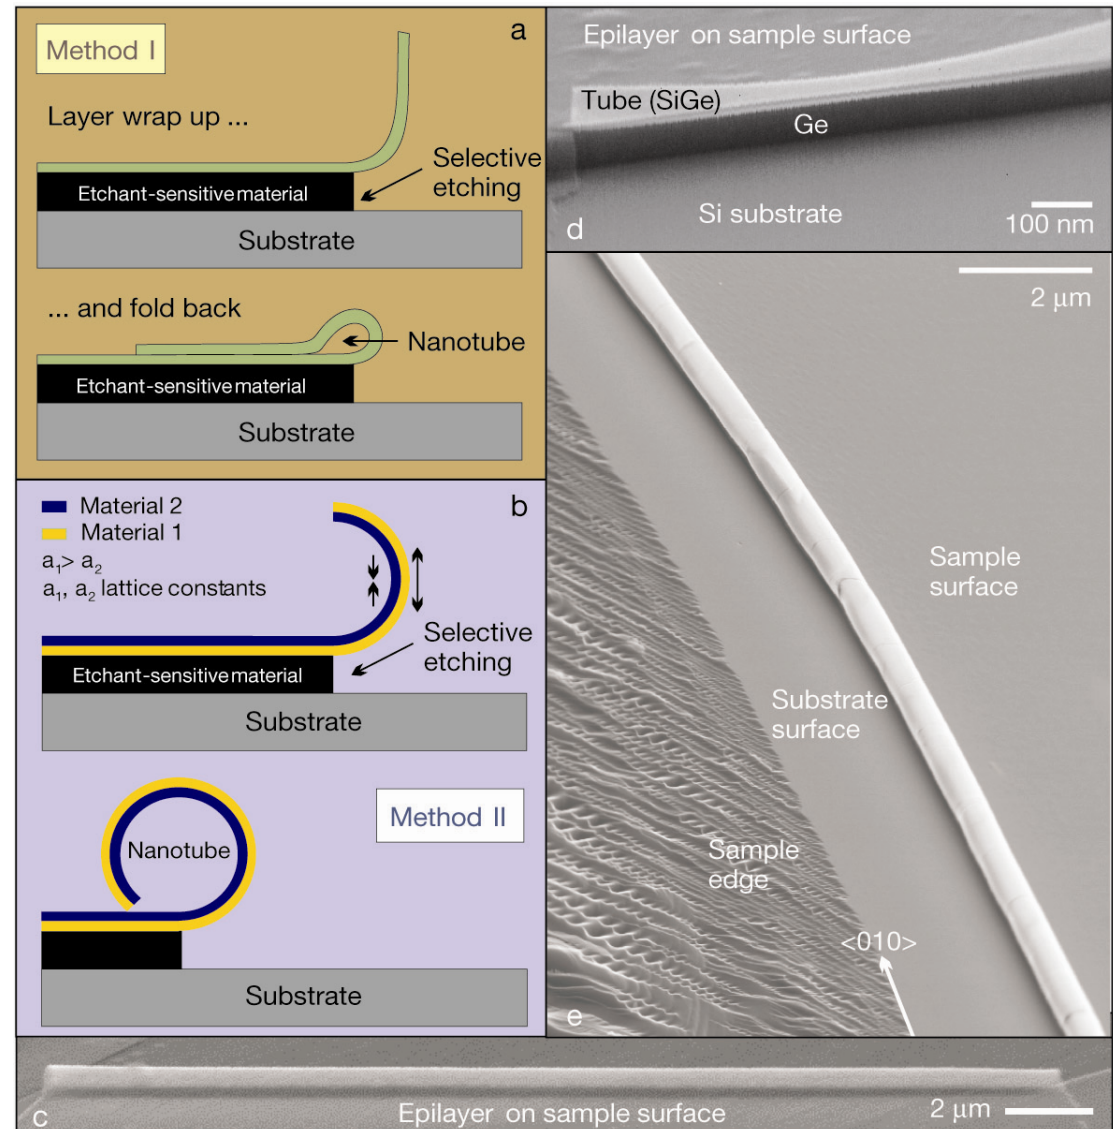 a
Method I
Layer wrap up ...
Selective
etching
Etchant-sensitive material
Substrate
... and fold back
Nanotube
Etchant-sensitive material
Substrate
b
Material 2
Material 1
a₁> a₂
a₁, a₂ lattice constants
Selective
etching
Etchant-sensitive material
Substrate
Nanotube
Method II
Substrate
c
Epilayer on sample surface
2 µm
Epilayer on sample surface
Tube (SiGe)
Ge
Si substrate
d
100 nm
2 µm
Sample
surface
Substrate
surface
Sample
edge
<010>
e